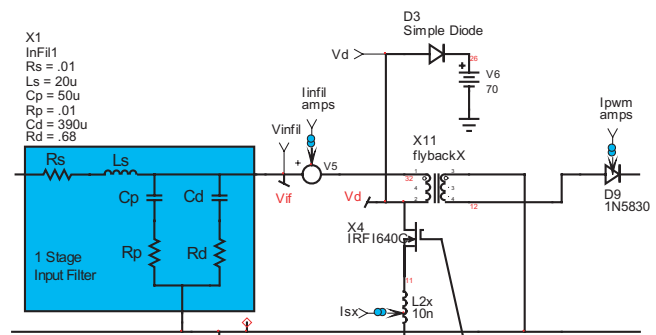 X1
InFil1
Rs = .01
Ls = 20u
Cp = 50u
Rp = .01
Cd = 390u
Rd = .68
Rs
Ls
Cp
Cd
Rp
Rd
1 Stage
Input Filter
Vinfil
Iinfil
amps
+
V5
Vif
Vd
D3
Simple Diode
26
+
V6
70
X11
flybackX
32
1
3
4
4
2
4
12
Vd
X4
IRFI640G
11
L2x
10n
Isx
Ipwm
amps
D9
1N5830